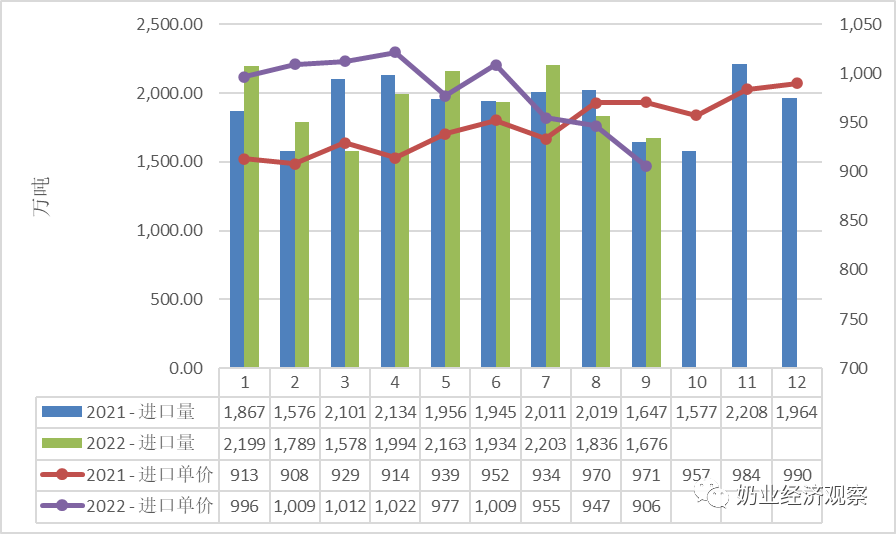 2,500.00 1,050
2,000.00 1,000
1,500.00 950
1,000.00 900
500.00 850
0.00 800
750
700
万吨
1 2 3 4 5 6 7 8 9 10 11 12
2021 - 进口量 1,867 1,576 2,101 2,134 1,956 1,945 2,011 2,019 1,647 1,577 2,208 1,964
2022 - 进口量 2,199 1,789 1,578 1,994 2,163 1,934 2,203 1,836 1,676
2021 - 进口单价 913 908 929 914 939 952 934 970 971 957 984 990
2022 - 进口单价 996 1,009 1,012 1,022 977 1,009 955 947 906
奶业经济观察